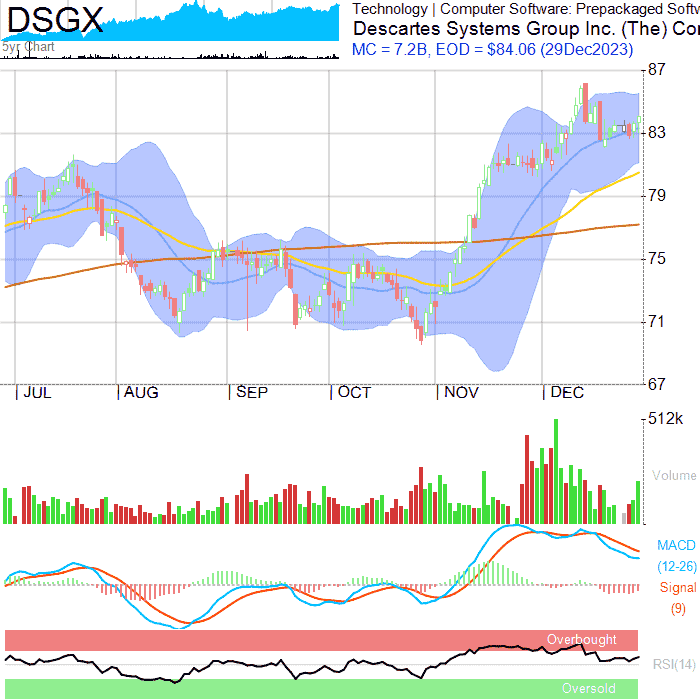 DSGX
5yr Chart
Technology | Computer Software: Prepackaged Softw
Descartes Systems Group Inc. (The) Cor
MC = 7.2B, EOD = $84.06 (29Dec2023)
87
83
79
75
71
67
JUL AUG SEP OCT NOV DEC
512k
Volume
MACD
(12-26)
Signal
(9)
Overbought
RSI(14)
Oversold